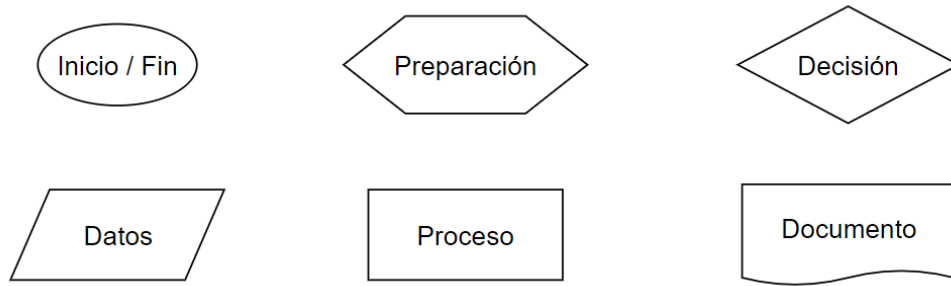 Inicio / Fin
Preparación
Decisión
Datos
Proceso
Documento